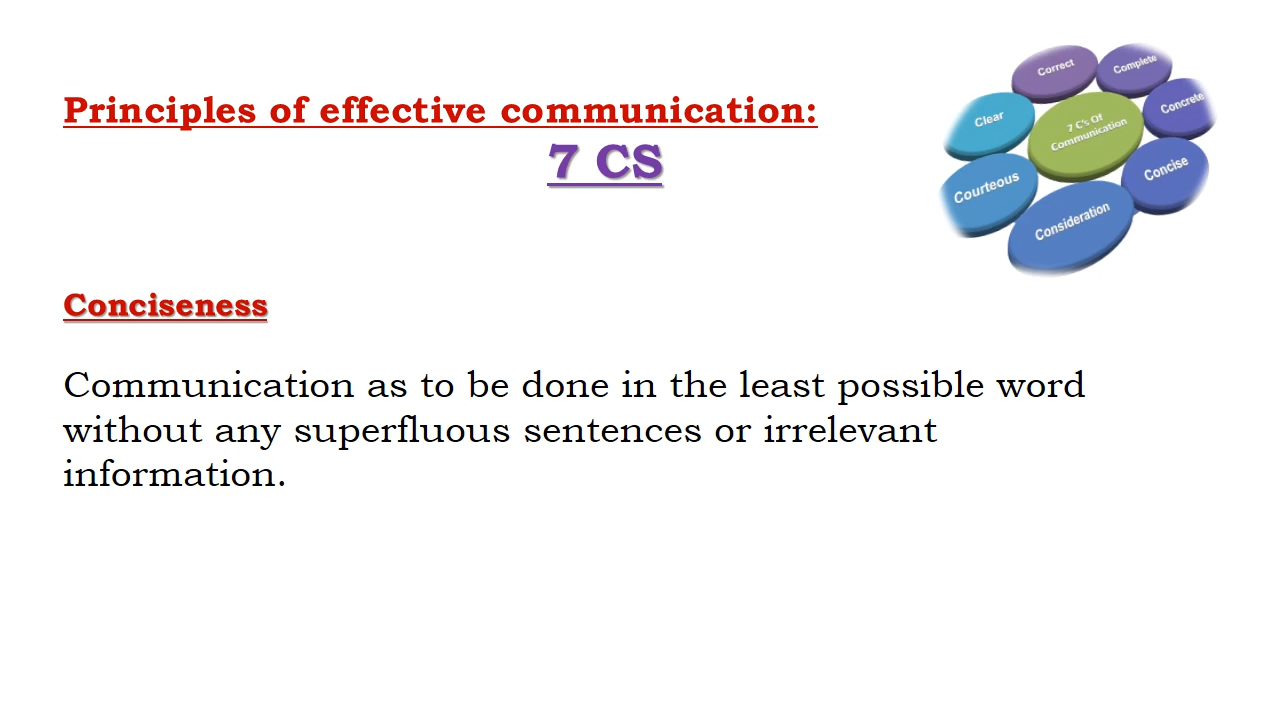 Principles of effective communication:
7 CS
Correct
Complete
Clear
7 C's Of
Communication
Concrete
Courteous
Concise
Consideration
Conciseness
Communication as to be done in the least possible word
without any superfluous sentences or irrelevant
information.